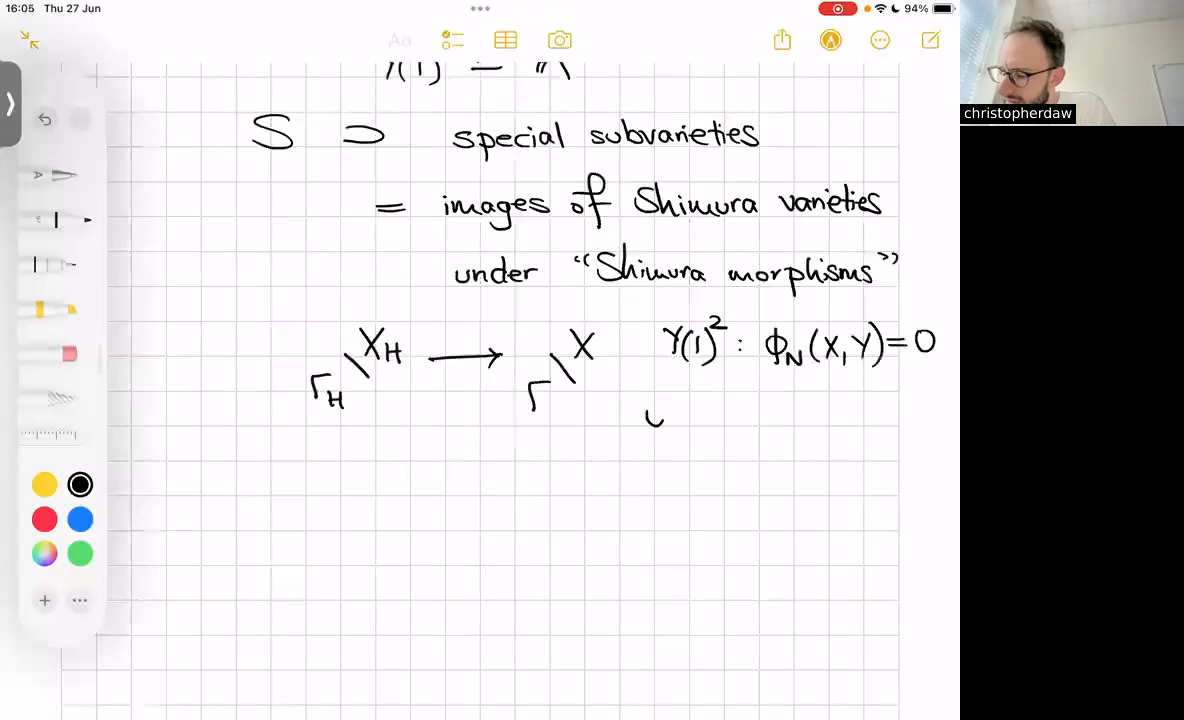 16:05 Thu 27 Jun
94%
Aa
christopherdaw
S ⊃ special subvarieties
= images of Shimura varieties
under “Shimura morphisms”
Γ_H \ X_H ⟶ Γ \ X Y(1)² : Φ_N(X,Y)=0